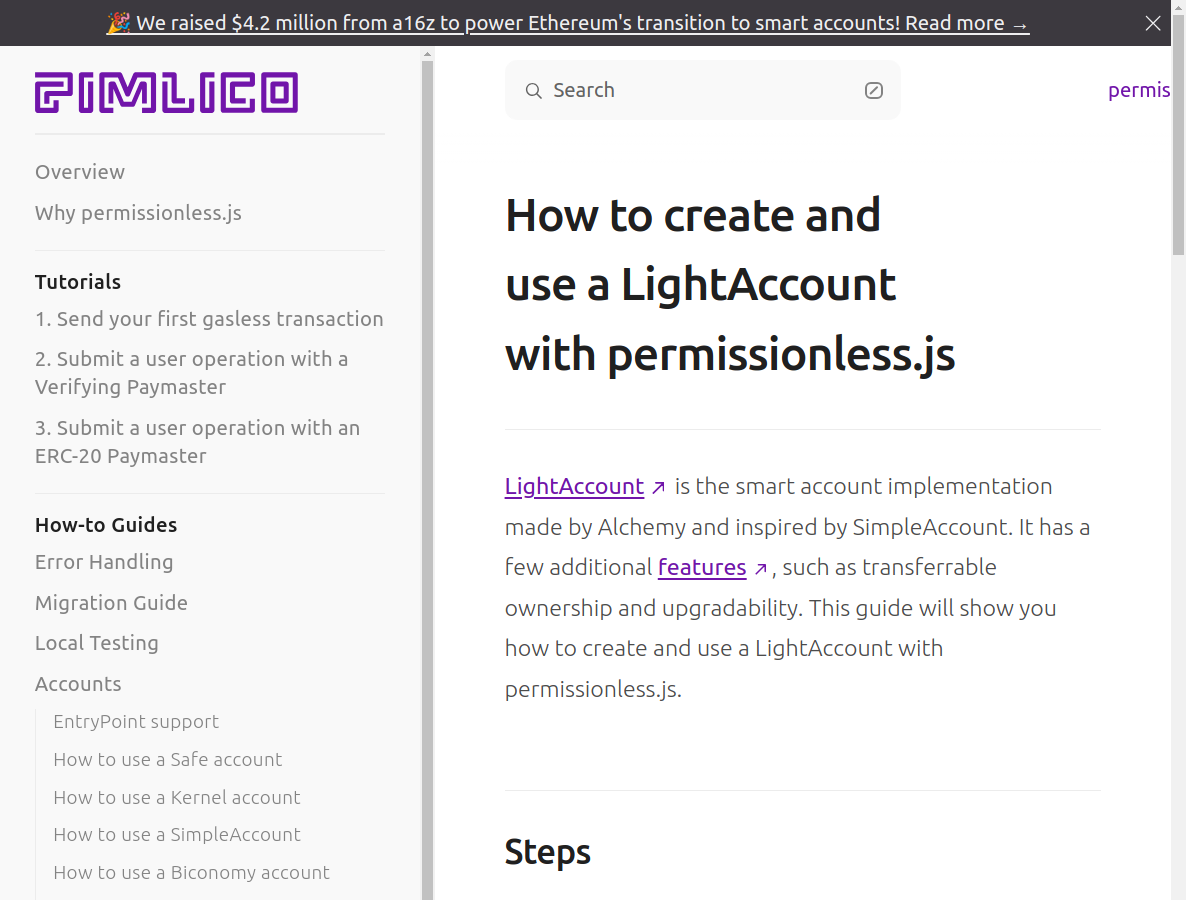 🎉 We raised $4.2 million from a16z to power Ethereum's transition to smart accounts! Read more →
PIMLICO
Overview
Why permissionless.js
Tutorials
1. Send your first gasless transaction
2. Submit a user operation with a
Verifying Paymaster
3. Submit a user operation with an
ERC-20 Paymaster
How-to Guides
Error Handling
Migration Guide
Local Testing
Accounts
EntryPoint support
How to use a Safe account
How to use a Kernel account
How to use a SimpleAccount
How to use a Biconomy account
Search
permis
How to create and
use a LightAccount
with permissionless.js
LightAccount is the smart account implementation
made by Alchemy and inspired by SimpleAccount. It has a
few additional features , such as transferrable
ownership and upgradability. This guide will show you
how to create and use a LightAccount with
permissionless.js.
Steps